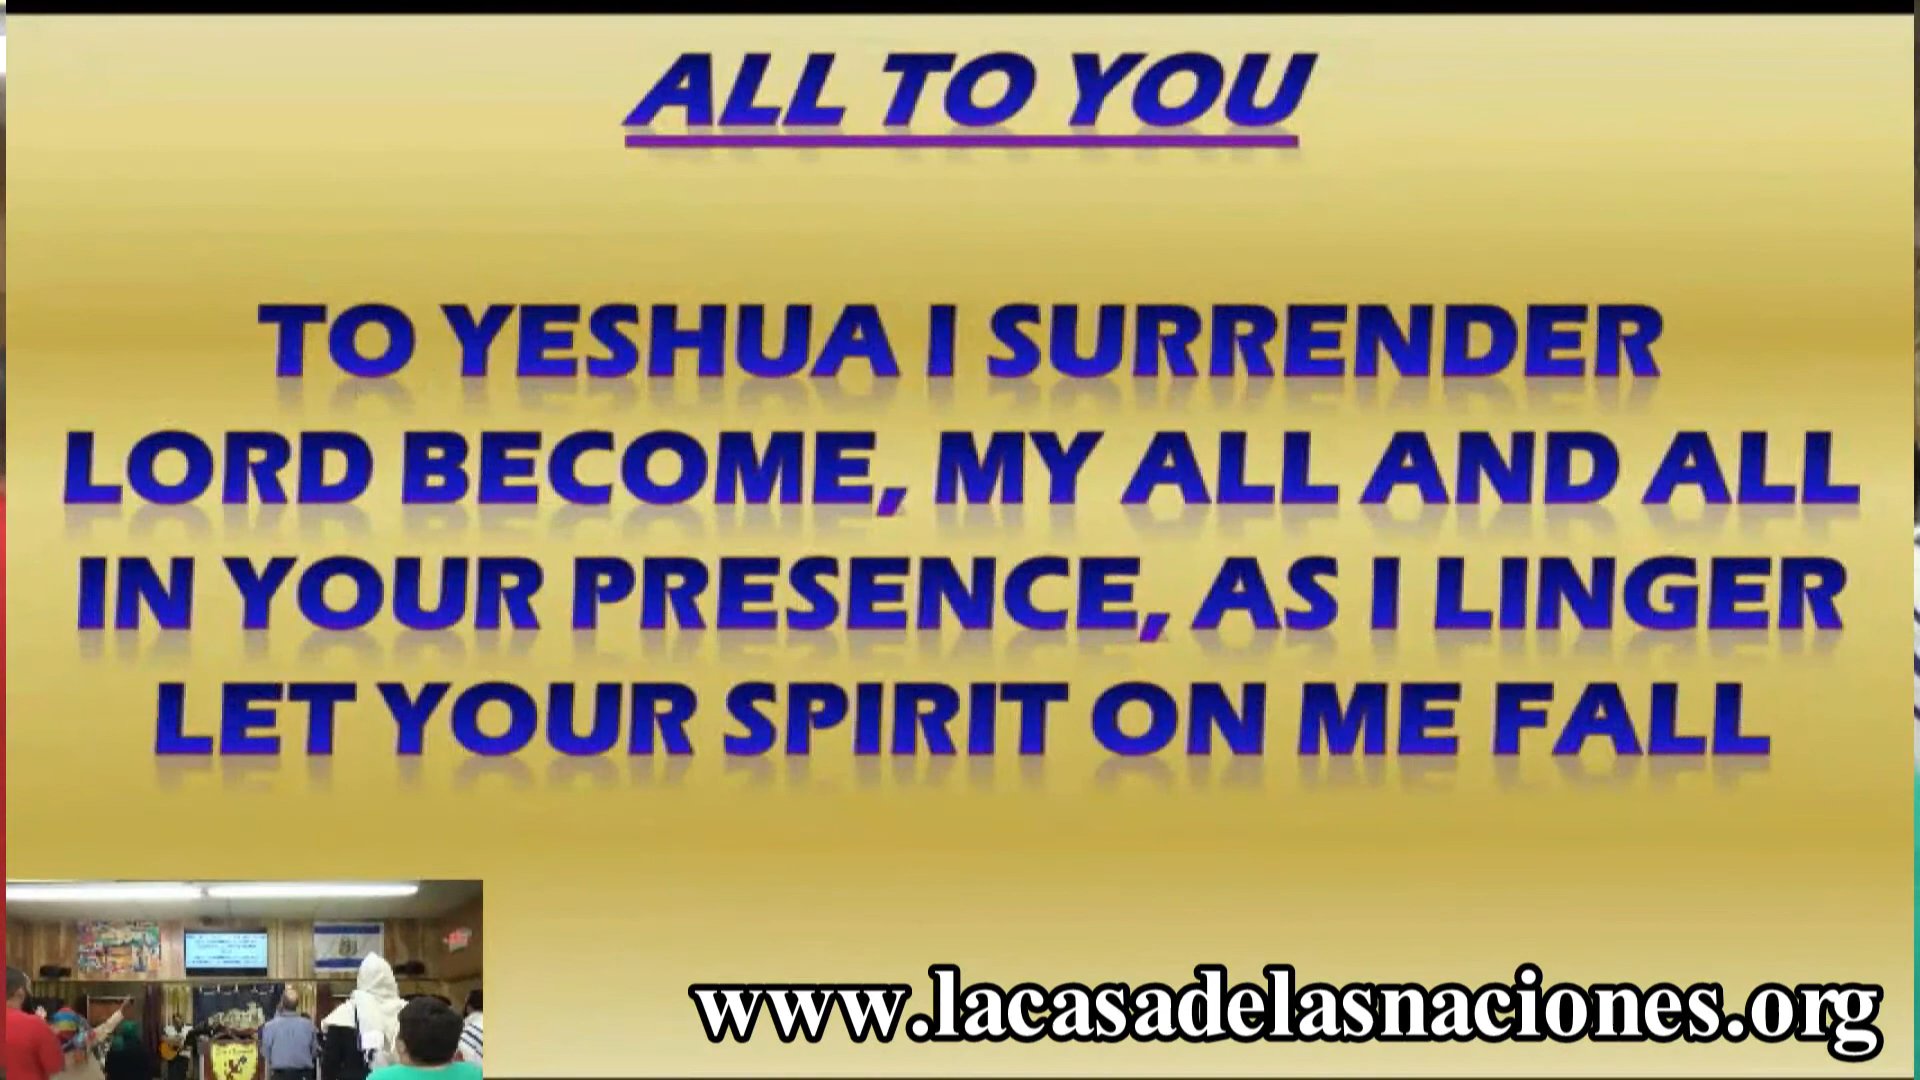 ALL TO YOU
TO YESHUA I SURRENDER
LORD BECOME, MY ALL AND ALL
IN YOUR PRESENCE, AS I LINGER
LET YOUR SPIRIT ON ME FALL
www.lacasadelasnaciones.org